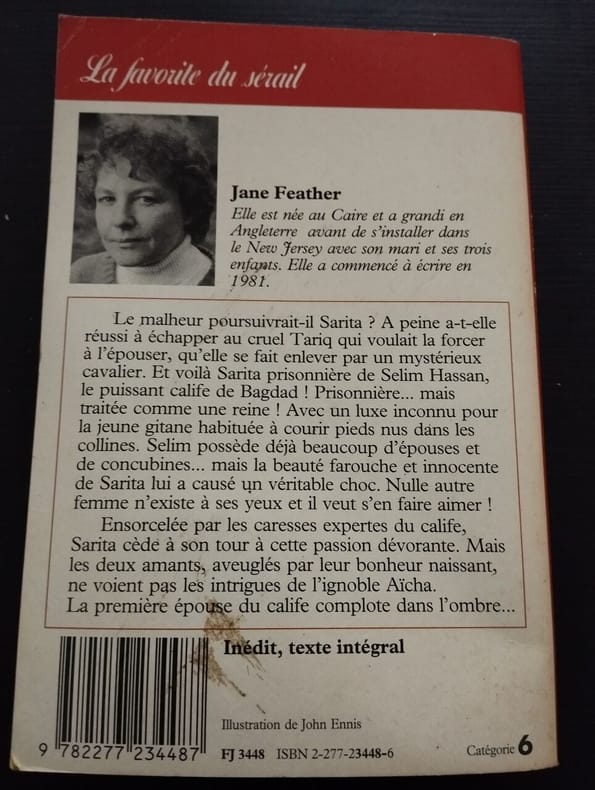 La favorite du sérail
Jane Feather
Elle est née au Caire et a grandi en
Angleterre avant de s'installer dans
le New Jersey avec son mari et ses trois
enfants. Elle a commencé à écrire en
1981.
Le malheur poursuivrait-il Sarita ? A peine a-t-elle
réussi à échapper au cruel Tariq qui voulait la forcer
à l'épouser, qu'elle se fait enlever par un mystérieux
cavalier. Et voilà Sarita prisonnière de Selim Hassan,
le puissant calife de Bagdad ! Prisonnière... mais
traitée comme une reine ! Avec un luxe inconnu pour
la jeune gitane habituée à courir pieds nus dans les
collines. Selim possède déjà beaucoup d'épouses et
de concubines... mais la beauté farouche et innocente
de Sarita lui a causé un véritable choc. Nulle autre
femme n'existe à ses yeux et il veut s'en faire aimer !
Ensorcelée par les caresses expertes du calife,
Sarita cède à son tour à cette passion dévorante. Mais
les deux amants, aveuglés par leur bonheur naissant,
ne voient pas les intrigues de l'ignoble Aïcha.
La première épouse du calife complote dans l'ombre...
Inédit, texte intégral
Illustration de John Ennis
9 782277 234487
FJ 3448 ISBN 2-277-23448-6
Catégorie 6